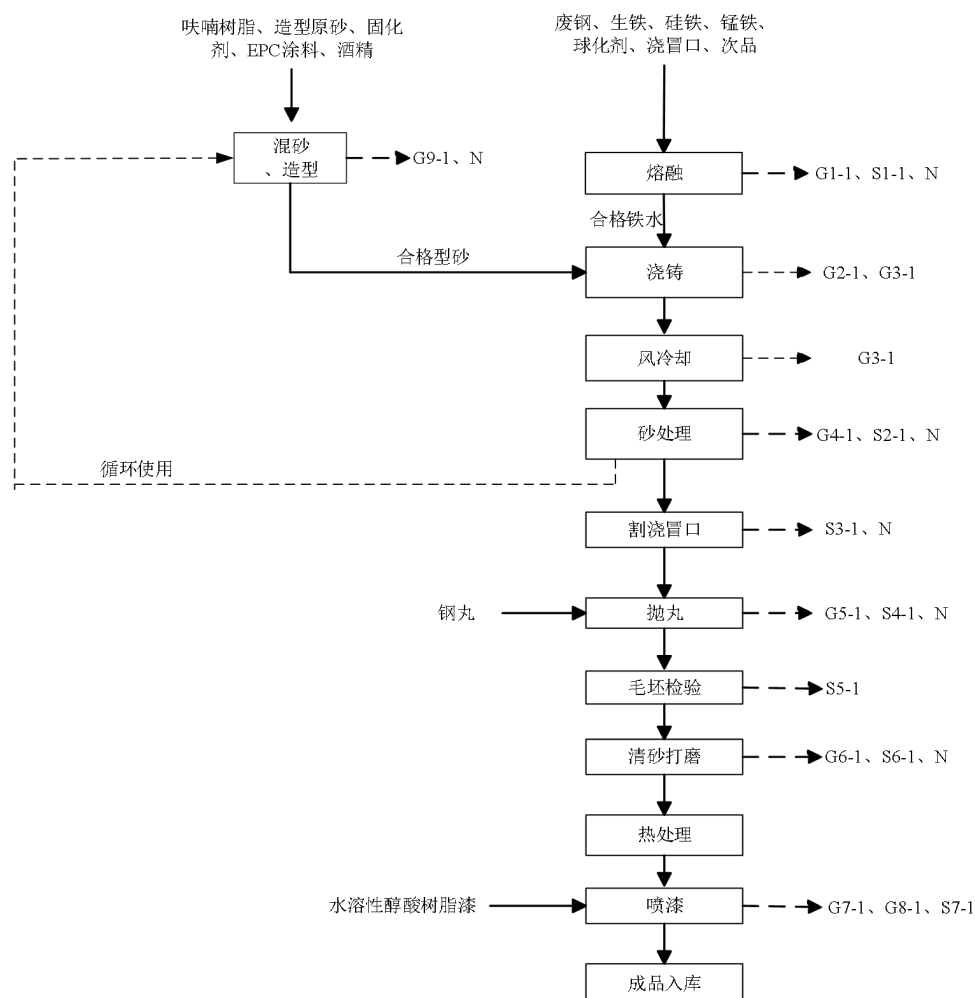 呋喃树脂、造型原砂、固化
剂、EPC涂料、酒精
废钢、生铁、硅铁、锰铁、
球化剂、浇冒口、次品
混砂
、造型
G9-1、N
熔融
G1-1、S1-1、N
合格铁水
合格型砂
浇铸
G2-1、G3-1
风冷却
G3-1
砂处理
G4-1、S2-1、N
循环使用
割浇冒口
S3-1、N
钢丸
抛丸
G5-1、S4-1、N
毛坯检验
S5-1
清砂打磨
G6-1、S6-1、N
热处理
水溶性醇酸树脂漆
喷漆
G7-1、G8-1、S7-1
成品入库